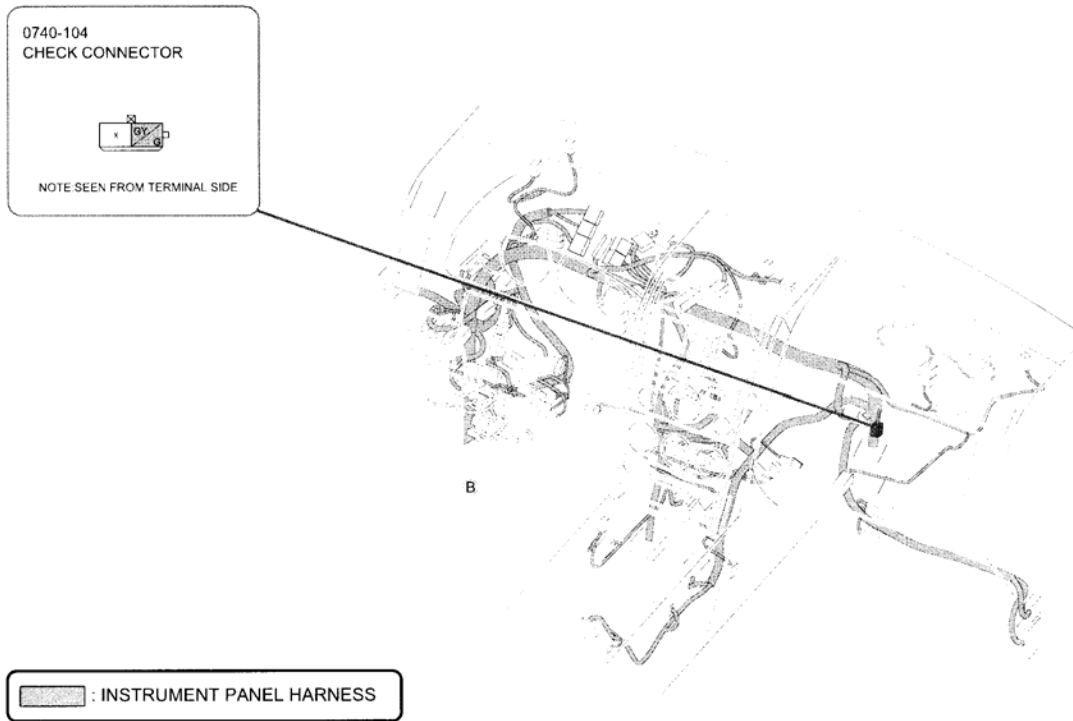 0740-104
CHECK CONNECTOR
x
GY
G
NOTE:SEEN FROM TERMINAL SIDE
B
: INSTRUMENT PANEL HARNESS